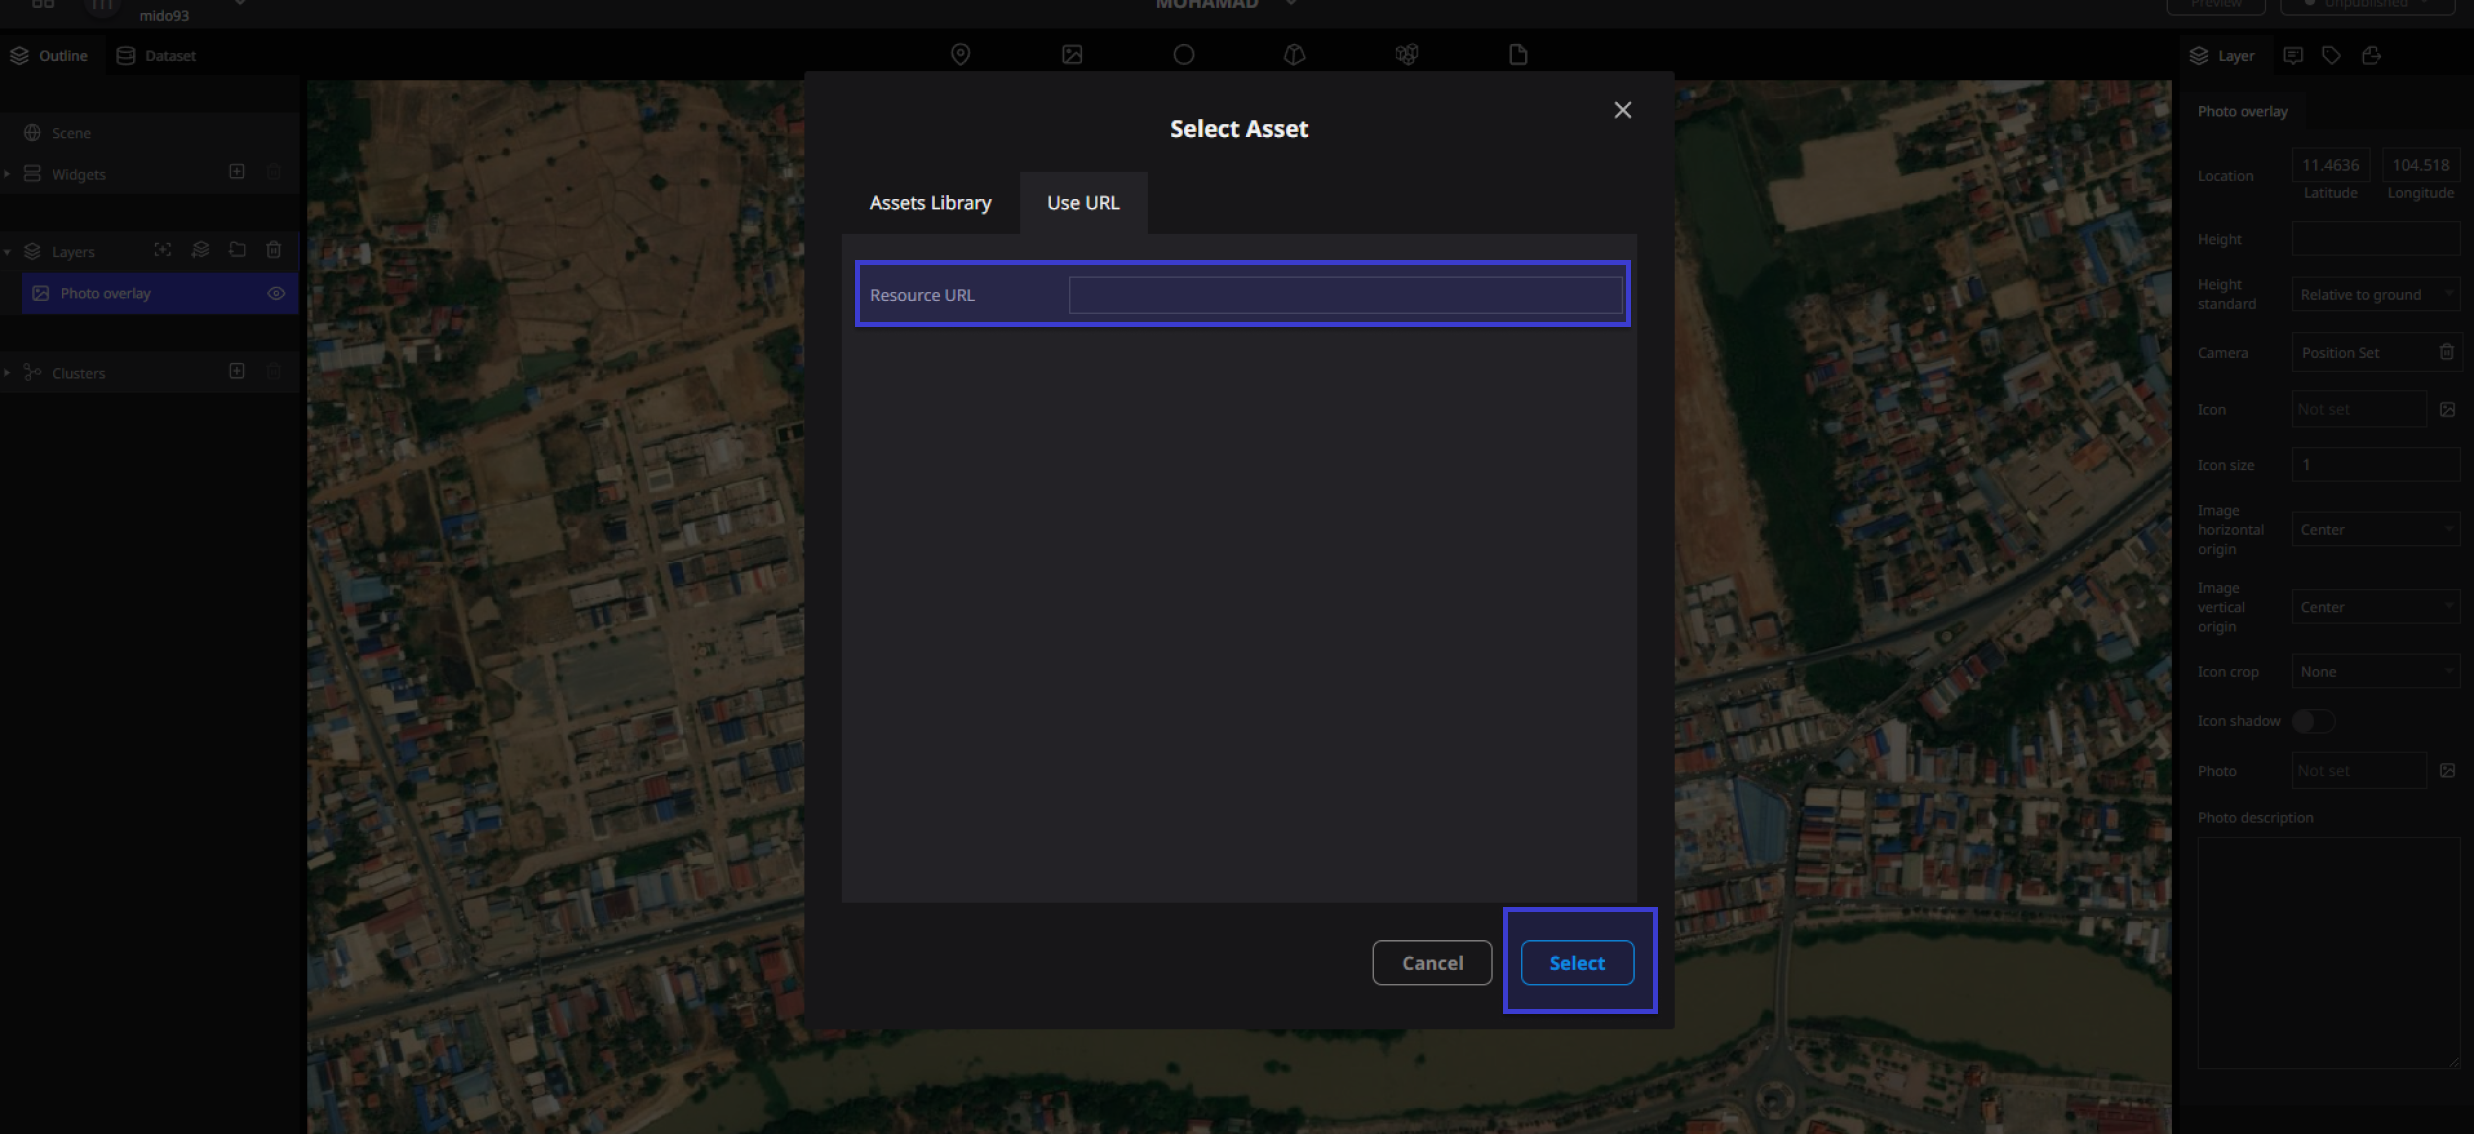 mido93
MOHAMAD
Preview
Unpublished
Outline
Dataset
Layer
Scene
Widgets
Layers
Photo overlay
Clusters
Select Asset
Assets Library
Use URL
Resource URL
Cancel
Select
Photo overlay
Location
11.4636
104.518
Latitude
Longitude
Height
Height
standard
Relative to ground
Camera
Position Set
Icon
Not set
Icon size
1
Image
horizontal
origin
Center
Image
vertical
origin
Center
Icon crop
None
Icon shadow
Photo
Not set
Photo description